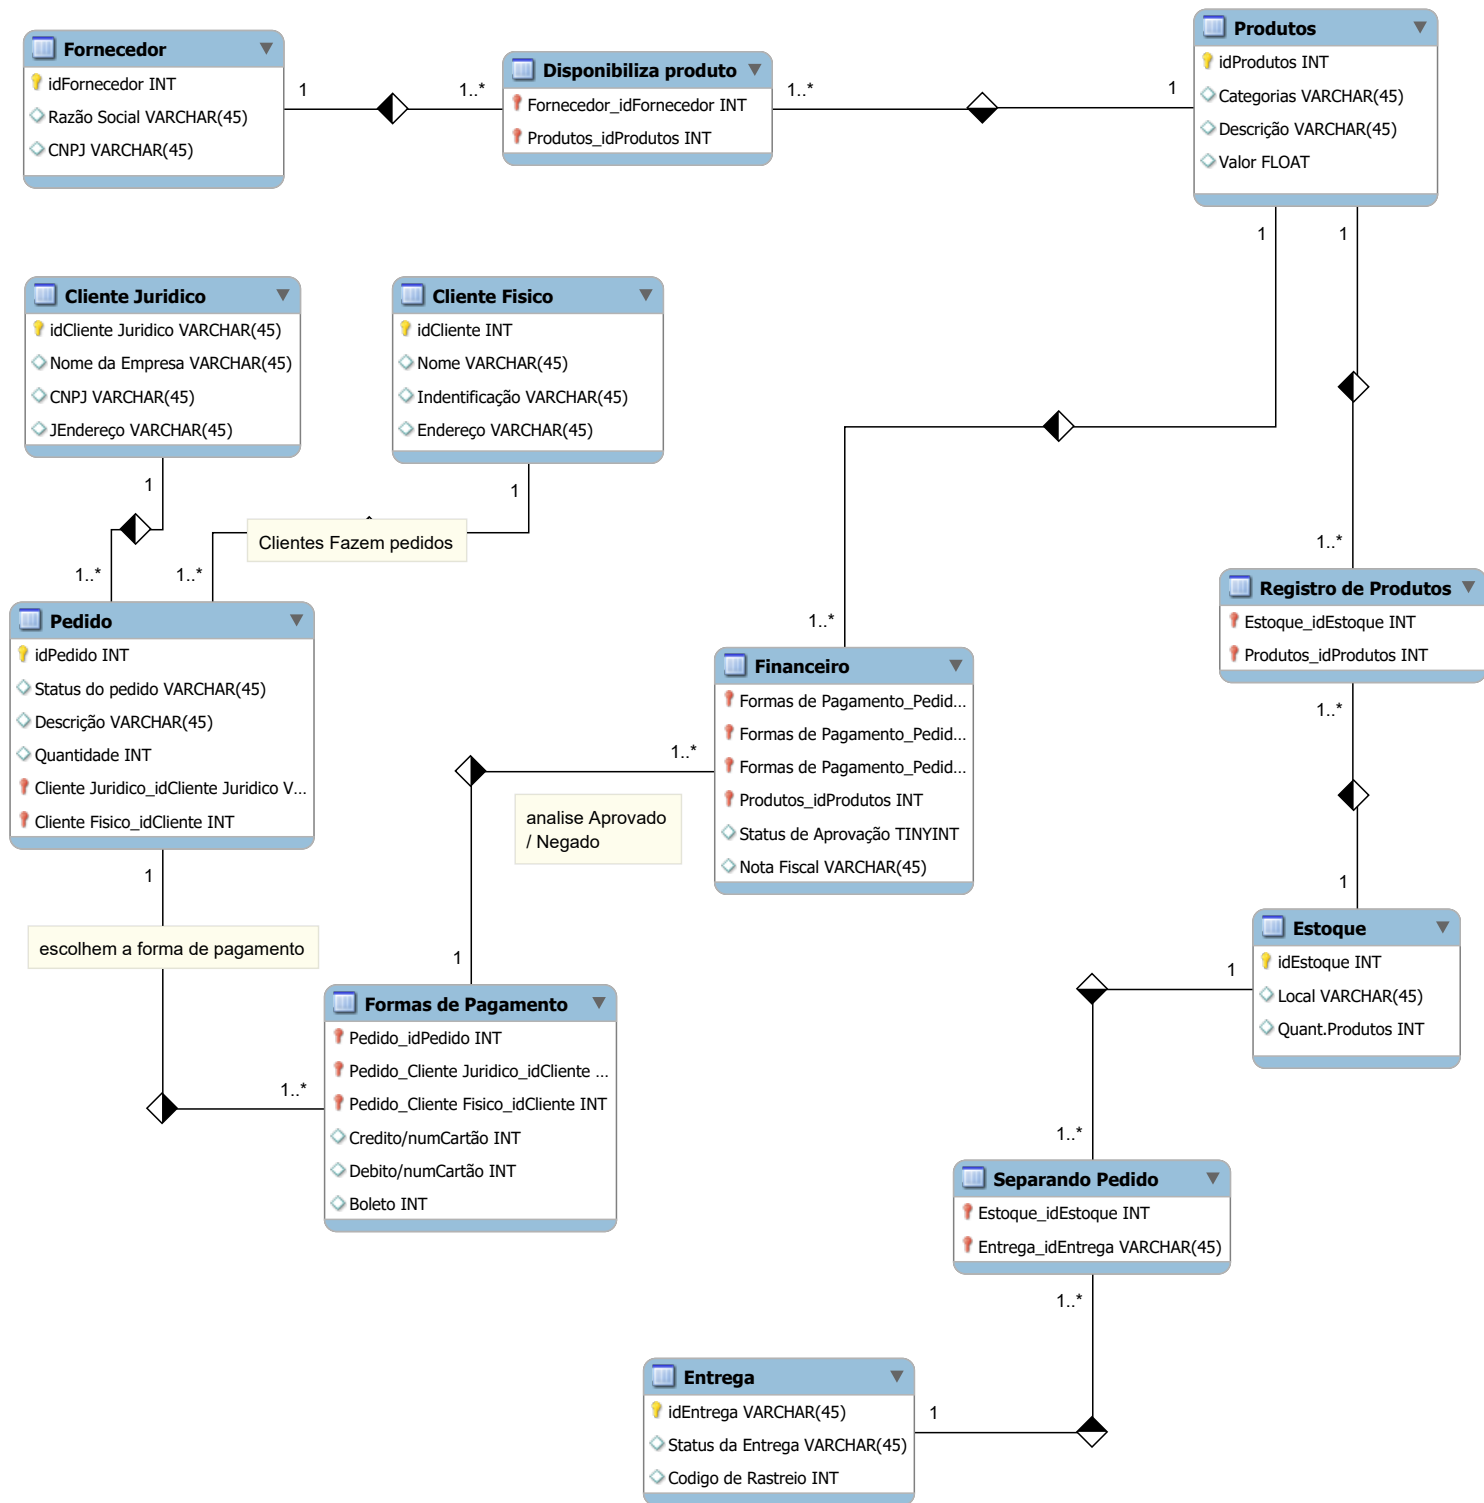 Fornecedor
idFornecedor INT
Razão Social VARCHAR(45)
CNPJ VARCHAR(45)
1
1..*
Disponibiliza produto
Fornecedor_idFornecedor INT
Produtos_idProdutos INT
1..*
1
Produtos
idProdutos INT
Categorias VARCHAR(45)
Descrição VARCHAR(45)
Valor FLOAT
1
1
Cliente Juridico
idCliente Juridico VARCHAR(45)
Nome da Empresa VARCHAR(45)
CNPJ VARCHAR(45)
JEndereço VARCHAR(45)
1
1..*
Cliente Fisico
idCliente INT
Nome VARCHAR(45)
Indentificação VARCHAR(45)
Endereço VARCHAR(45)
1
Clientes Fazem pedidos
1..*
Pedido
idPedido INT
Status do pedido VARCHAR(45)
Descrição VARCHAR(45)
Quantidade INT
Cliente Juridico_idCliente Juridico V...
Cliente Fisico_idCliente INT
1
escolhem a forma de pagamento
1..*
Formas de Pagamento
Pedido_idPedido INT
Pedido_Cliente Juridico_idCliente ...
Pedido_Cliente Fisico_idCliente INT
Credito/numCartão INT
Debito/numCartão INT
Boleto INT
1
1..*
analise Aprovado
/ Negado
1..*
Financeiro
Formas de Pagamento_Pedid...
Formas de Pagamento_Pedid...
Formas de Pagamento_Pedid...
Produtos_idProdutos INT
Status de Aprovação TINYINT
Nota Fiscal VARCHAR(45)
1..*
Registro de Produtos
Estoque_idEstoque INT
Produtos_idProdutos INT
1..*
1
Estoque
idEstoque INT
Local VARCHAR(45)
Quant.Produtos INT
1
1..*
Separando Pedido
Estoque_idEstoque INT
Entrega_idEntrega VARCHAR(45)
1..*
1
Entrega
idEntrega VARCHAR(45)
Status da Entrega VARCHAR(45)
Codigo de Rastreio INT